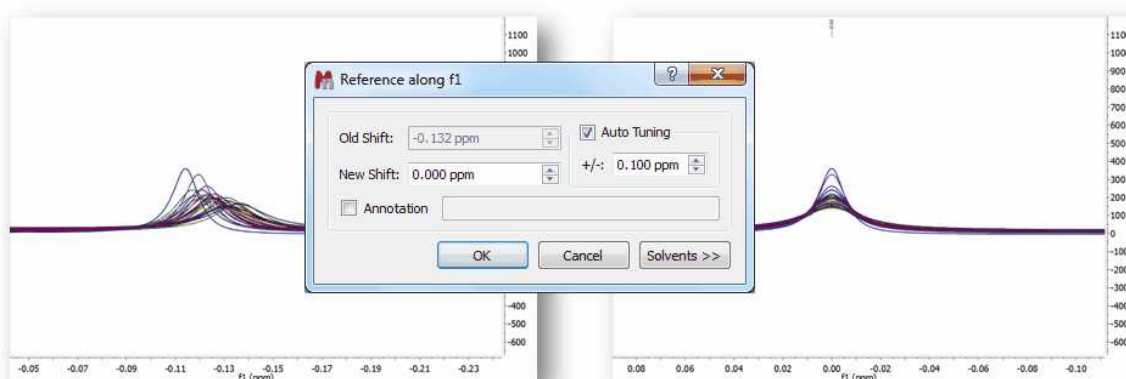 1100
1000
-400
-500
-600
-0.05 -0.07 -0.09 -0.11 -0.13 -0.15 -0.17 -0.19 -0.21 -0.23
f1 (ppm)
Reference along f1
Old Shift: -0.132 ppm
Auto Tuning
New Shift: 0.000 ppm
+/-: 0.100 ppm
Annotation
OK Cancel Solvents >>
1100
1000
900
800
700
600
500
400
300
200
100
0
-100
-200
-300
-400
-500
-600
0.08 0.06 0.04 0.02 0.00 -0.02 -0.04 -0.06 -0.08 -0.10
f1 (ppm)